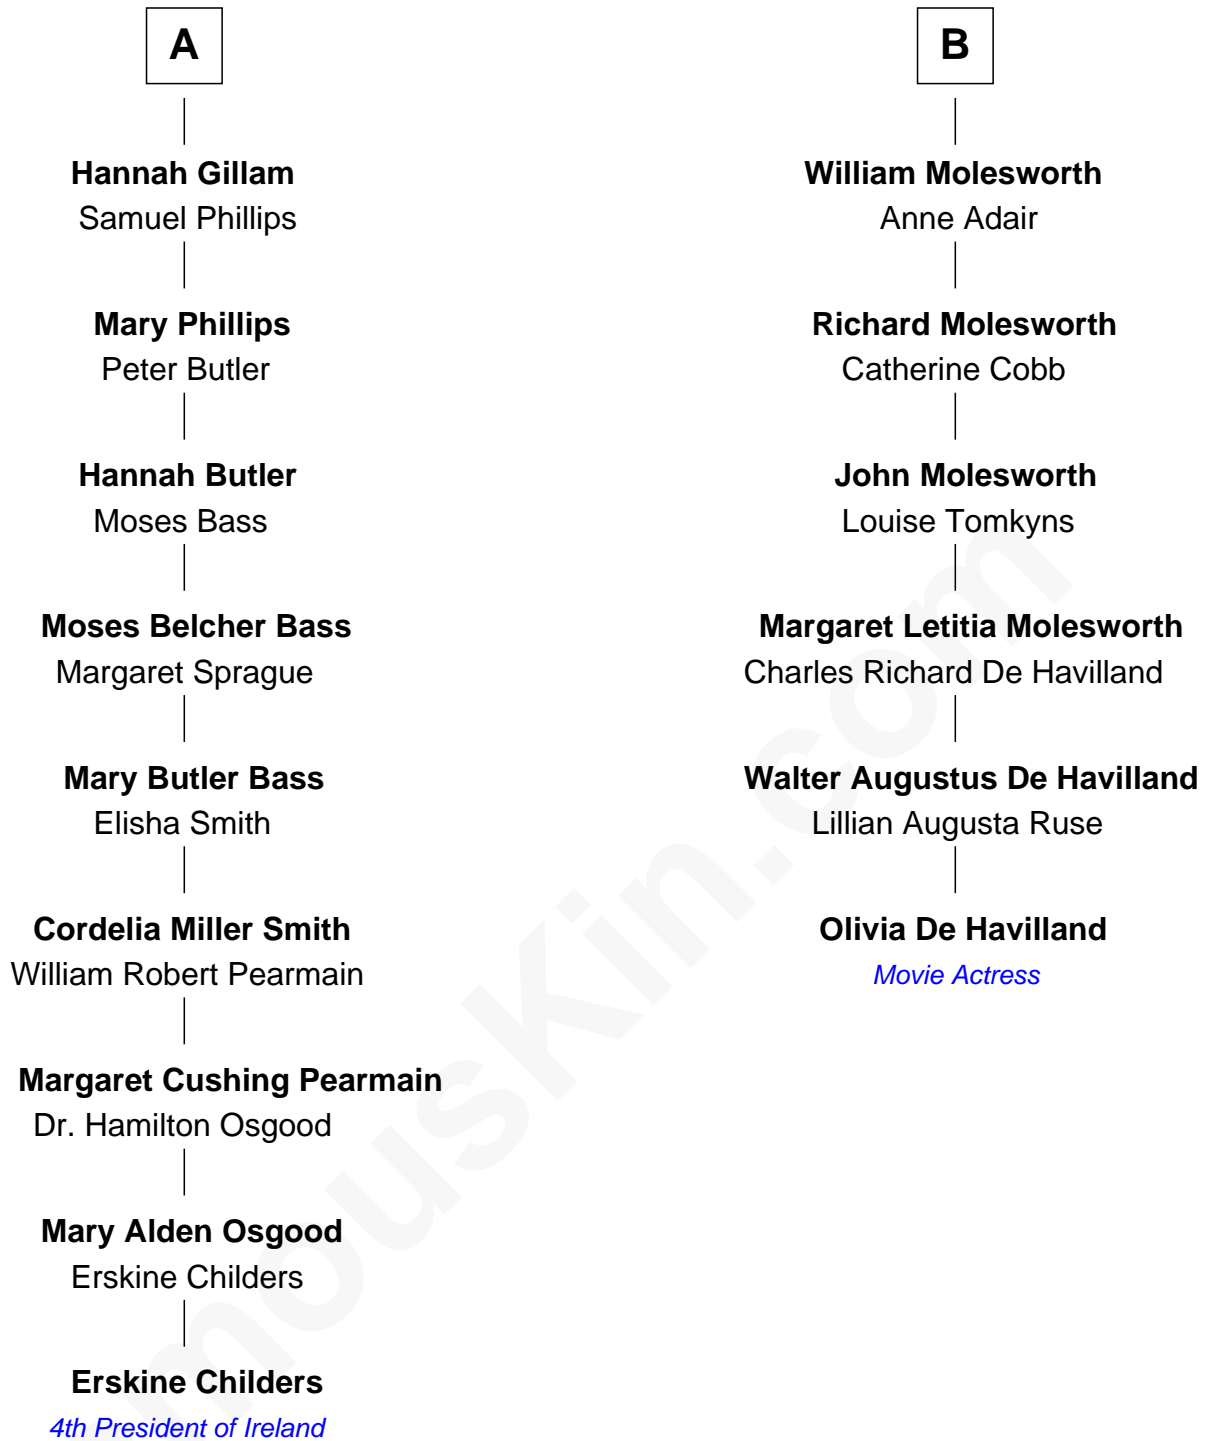 A
Hannah Gillam
Samuel Phillips
Mary Phillips
Peter Butler
Hannah Butler
Moses Bass
Moses Belcher Bass
Margaret Sprague
Mary Butler Bass
Elisha Smith
Cordelia Miller Smith
William Robert Pearmain
Margaret Cushing Pearmain
Dr. Hamilton Osgood
Mary Alden Osgood
Erskine Childers
Erskine Childers
4th President of Ireland
B
William Molesworth
Anne Adair
Richard Molesworth
Catherine Cobb
John Molesworth
Louise Tomkyns
Margaret Letitia Molesworth
Charles Richard De Havilland
Walter Augustus De Havilland
Lillian Augusta Ruse
Olivia De Havilland
Movie Actress
mousKin.com